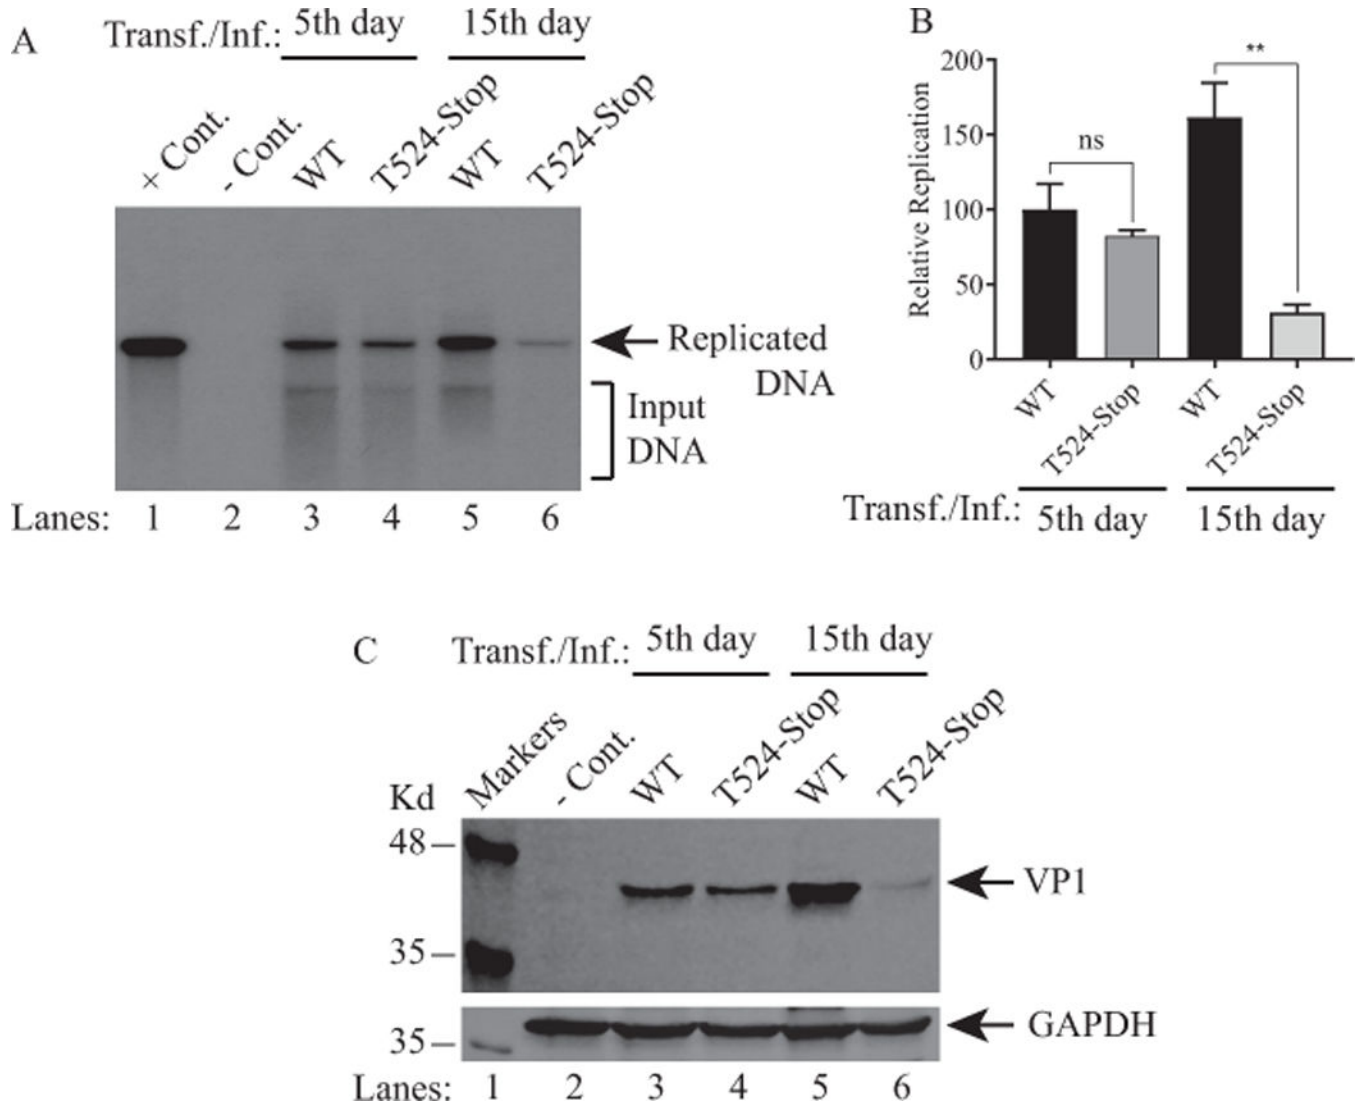 A
Transf./Inf.: 5th day 15th day
+ Cont. - Cont. WT T524-Stop WT T524-Stop
Replicated
DNA
Input
DNA
Lanes: 1 2 3 4 5 6
B
Relative Replication
200
150
100
50
0
ns
**
WT T524-Stop WT T524-Stop
Transf./Inf.: 5th day 15th day
C
Transf./Inf.: 5th day 15th day
Kd Markers - Cont. WT T524-Stop WT T524-Stop
48
35
VP1
35
GAPDH
Lanes: 1 2 3 4 5 6